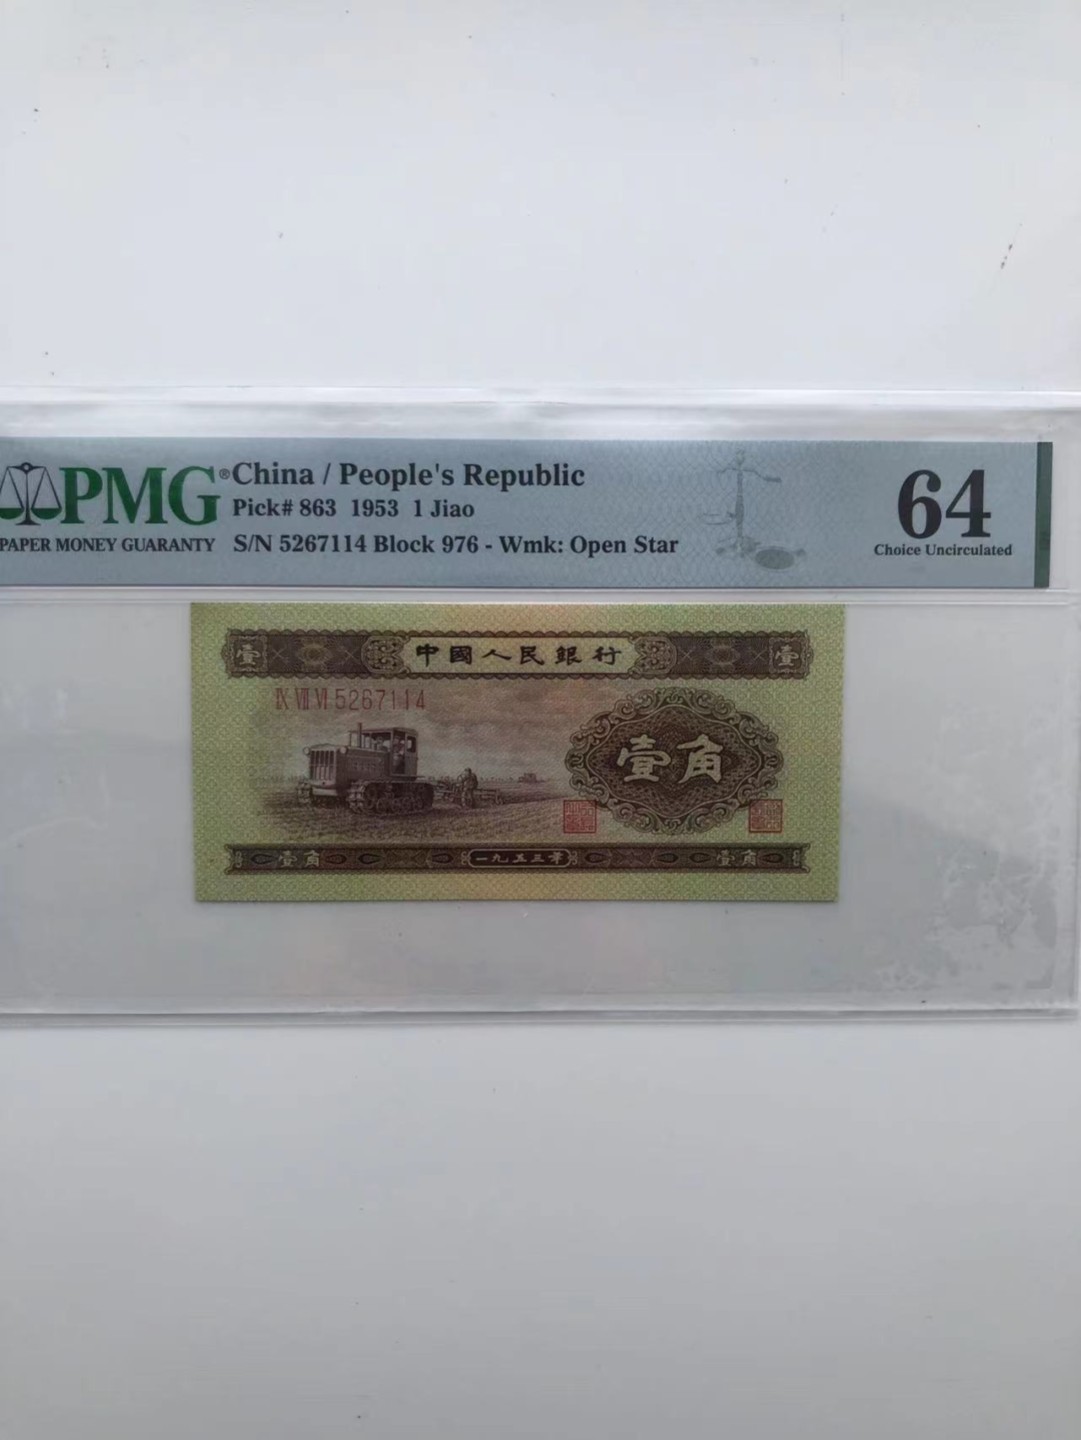 PMG®
PAPER MONEY GUARANTY
China / People's Republic
Pick# 863 1953 1 Jiao
S/N 5267114 Block 976 - Wmk: Open Star
64
Choice Uncirculated
壹 中國人民銀行 壹
IX VII VI 5267114
壹角
壹角 一九五三年 壹角